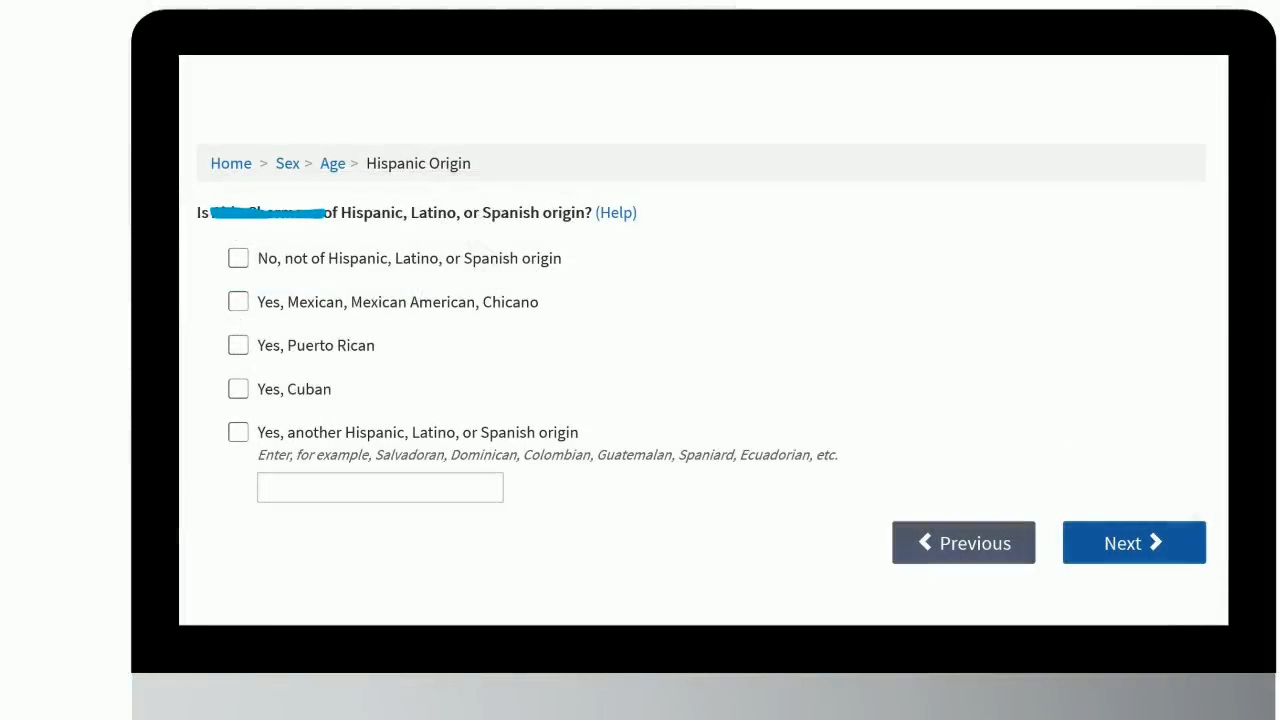 Home > Sex > Age > Hispanic Origin
Is of Hispanic, Latino, or Spanish origin? (Help)
No, not of Hispanic, Latino, or Spanish origin
Yes, Mexican, Mexican American, Chicano
Yes, Puerto Rican
Yes, Cuban
Yes, another Hispanic, Latino, or Spanish origin
Enter, for example, Salvadoran, Dominican, Colombian, Guatemalan, Spaniard, Ecuadorian, etc.
Previous
Next